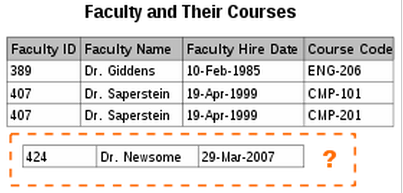 Faculty and Their Courses
Faculty ID Faculty Name Faculty Hire Date Course Code
389 Dr. Giddens 10-Feb-1985 ENG-206
407 Dr. Saperstein 19-Apr-1999 CMP-101
407 Dr. Saperstein 19-Apr-1999 CMP-201
424 Dr. Newsome 29-Mar-2007 ?